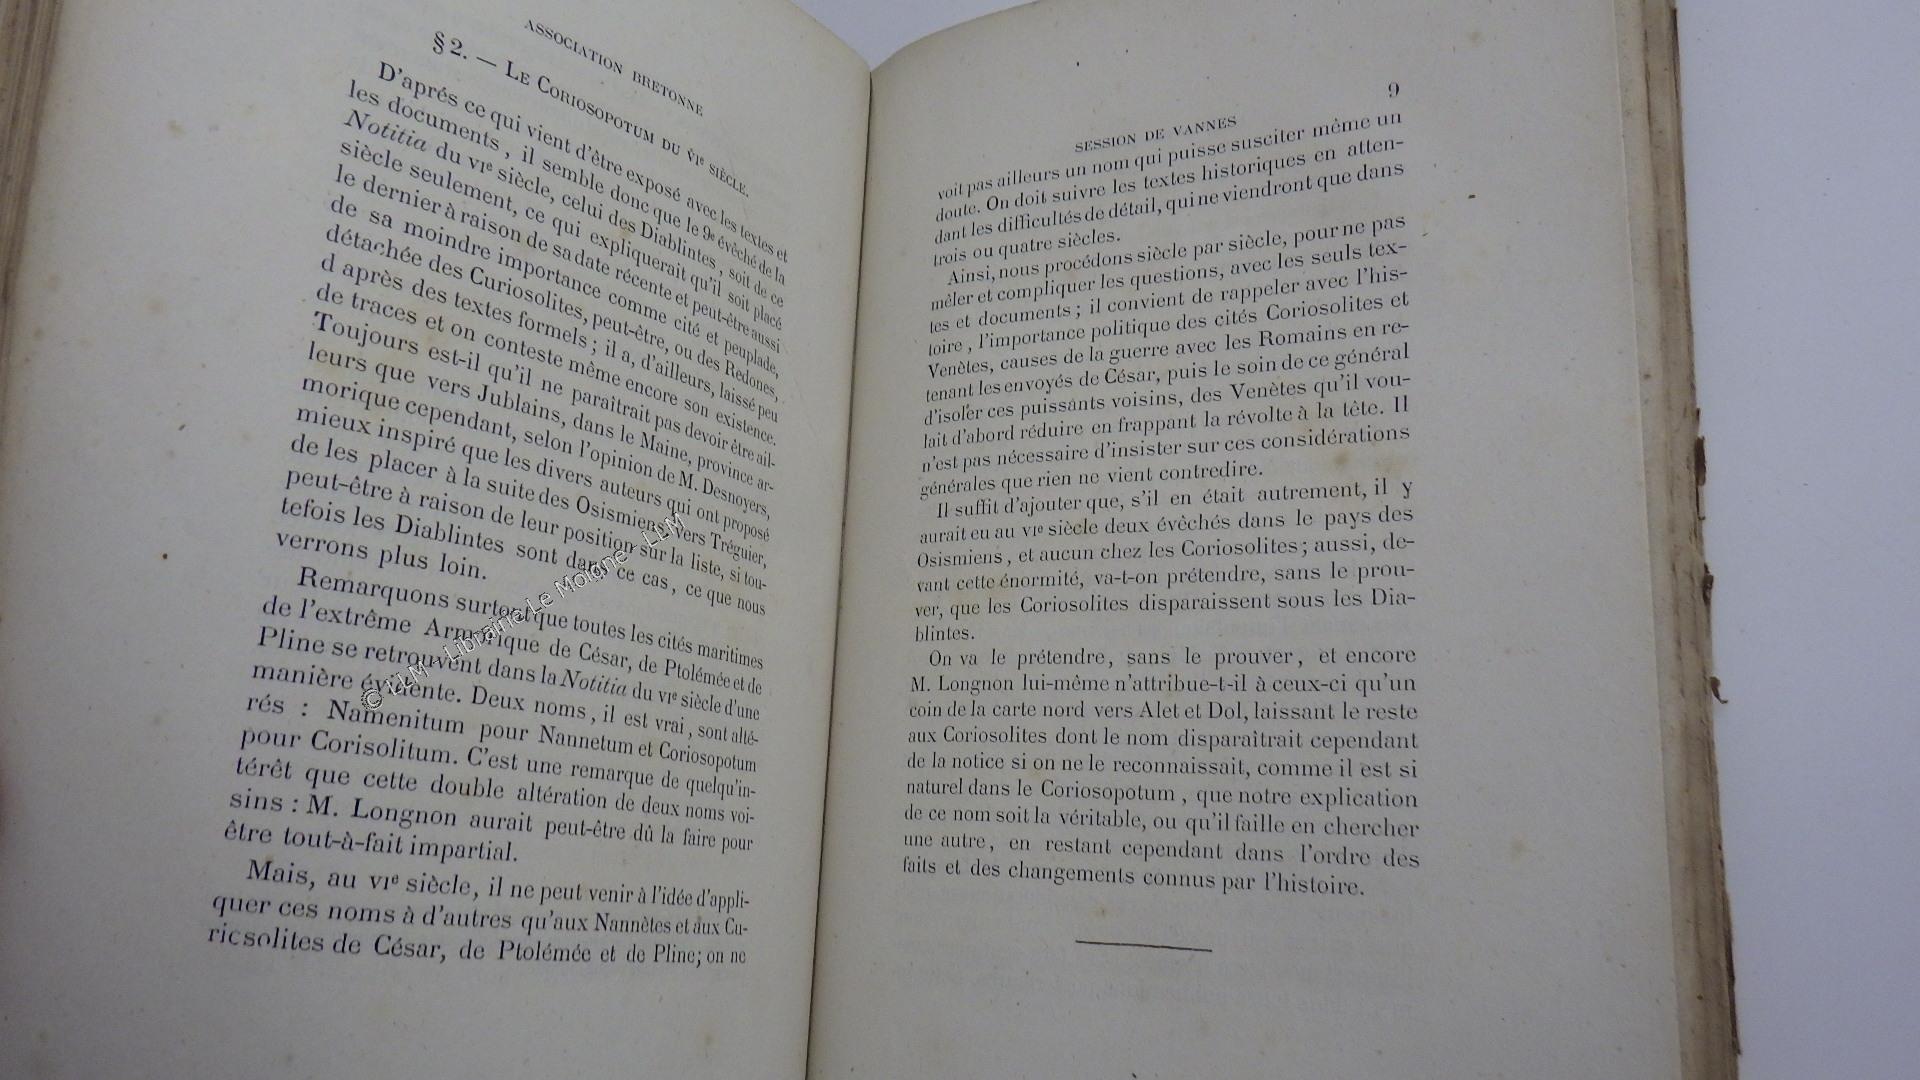 ASSOCIATION BRETONNE
§ 2. — LE CORIOSOPOTUM DU VIe SIÈCLE.
D'aprés ce qui vient d'être exposé avec les textes et
les documents, il semble donc que le 9e évêché de la
Notitia du VIe siècle, celui des Diablintes, soit de ce
siècle seulement, ce qui expliquerait qu'il soit placé
le dernier à raison de sa date récente et peut-être aussi
de sa moindre importance comme cité et peuplade,
détachée des Curiosolites, peut-être, ou des Redones,
d après des textes formels ; il a, d'ailleurs, laissé peu
de traces et on conteste même encore son existence.
Toujours est-il qu'il ne paraîtrait pas devoir être ail-
leurs que vers Jublains, dans le Maine, province ar-
morique cependant, selon l'opinion de M. Desnoyers,
mieux inspiré que les divers auteurs qui ont proposé
de les placer à la suite des Osismiens vers Tréguier,
peut-être à raison de leur position sur la liste, si tou-
tefois les Diablintes sont dans ce cas, ce que nous
verrons plus loin.
Remarquons surtout que toutes les cités maritimes
de l'extrême Armorique de César, de Ptolémée et de
Pline se retrouvent dans la Notitia du VIe siècle d'une
manière évidente. Deux noms, il est vrai, sont alté-
rés : Namenitum pour Nannetum et Coriosopotum
pour Corisolitum. C'est une remarque de quelqu'in-
térêt que cette double altération de deux noms voi-
sins : M. Longnon aurait peut-être dû la faire pour
être tout-à-fait impartial.
Mais, au VIe siècle, il ne peut venir à l'idée d'appli-
quer ces noms à d'autres qu'aux Nannètes et aux Cu-
riosolites de César, de Ptolémée et de Pline; on ne
© LLM - Librairie Le Moigne - LLM
9
SESSION DE VANNES
voit pas ailleurs un nom qui puisse susciter même un
doute. On doit suivre les textes historiques en atten-
dant les difficultés de détail, qui ne viendront que dans
trois ou quatre siècles.
Ainsi, nous procédons siècle par siècle, pour ne pas
mêler et compliquer les questions, avec les seuls tex-
tes et documents ; il convient de rappeler avec l'his-
toire, l'importance politique des cités Coriosolites et
Venètes, causes de la guerre avec les Romains en re-
tenant les envoyés de César, puis le soin de ce général
d'isoler ces puissants voisins, des Venètes qu'il vou-
lait d'abord réduire en frappant la révolte à la tête. Il
n'est pas nécessaire d'insister sur ces considérations
générales que rien ne vient contredire.
Il suffit d'ajouter que, s'il en était autrement, il y
aurait eu au VIe siècle deux évêchés dans le pays des
Osismiens, et aucun chez les Coriosolites ; aussi, de-
vant cette énormité, va-t-on prétendre, sans le prou-
ver, que les Coriosolites disparaissent sous les Dia-
blintes.
On va le prétendre, sans le prouver, et encore
M. Longnon lui-même n'attribue-t-il à ceux-ci qu'un
coin de la carte nord vers Alet et Dol, laissant le reste
aux Coriosolites dont le nom disparaîtrait cependant
de la notice si on ne le reconnaissait, comme il est si
naturel dans le Coriosopotum, que notre explication
de ce nom soit la véritable, ou qu'il faille en chercher
une autre, en restant cependant dans l'ordre des
faits et des changements connus par l'histoire.